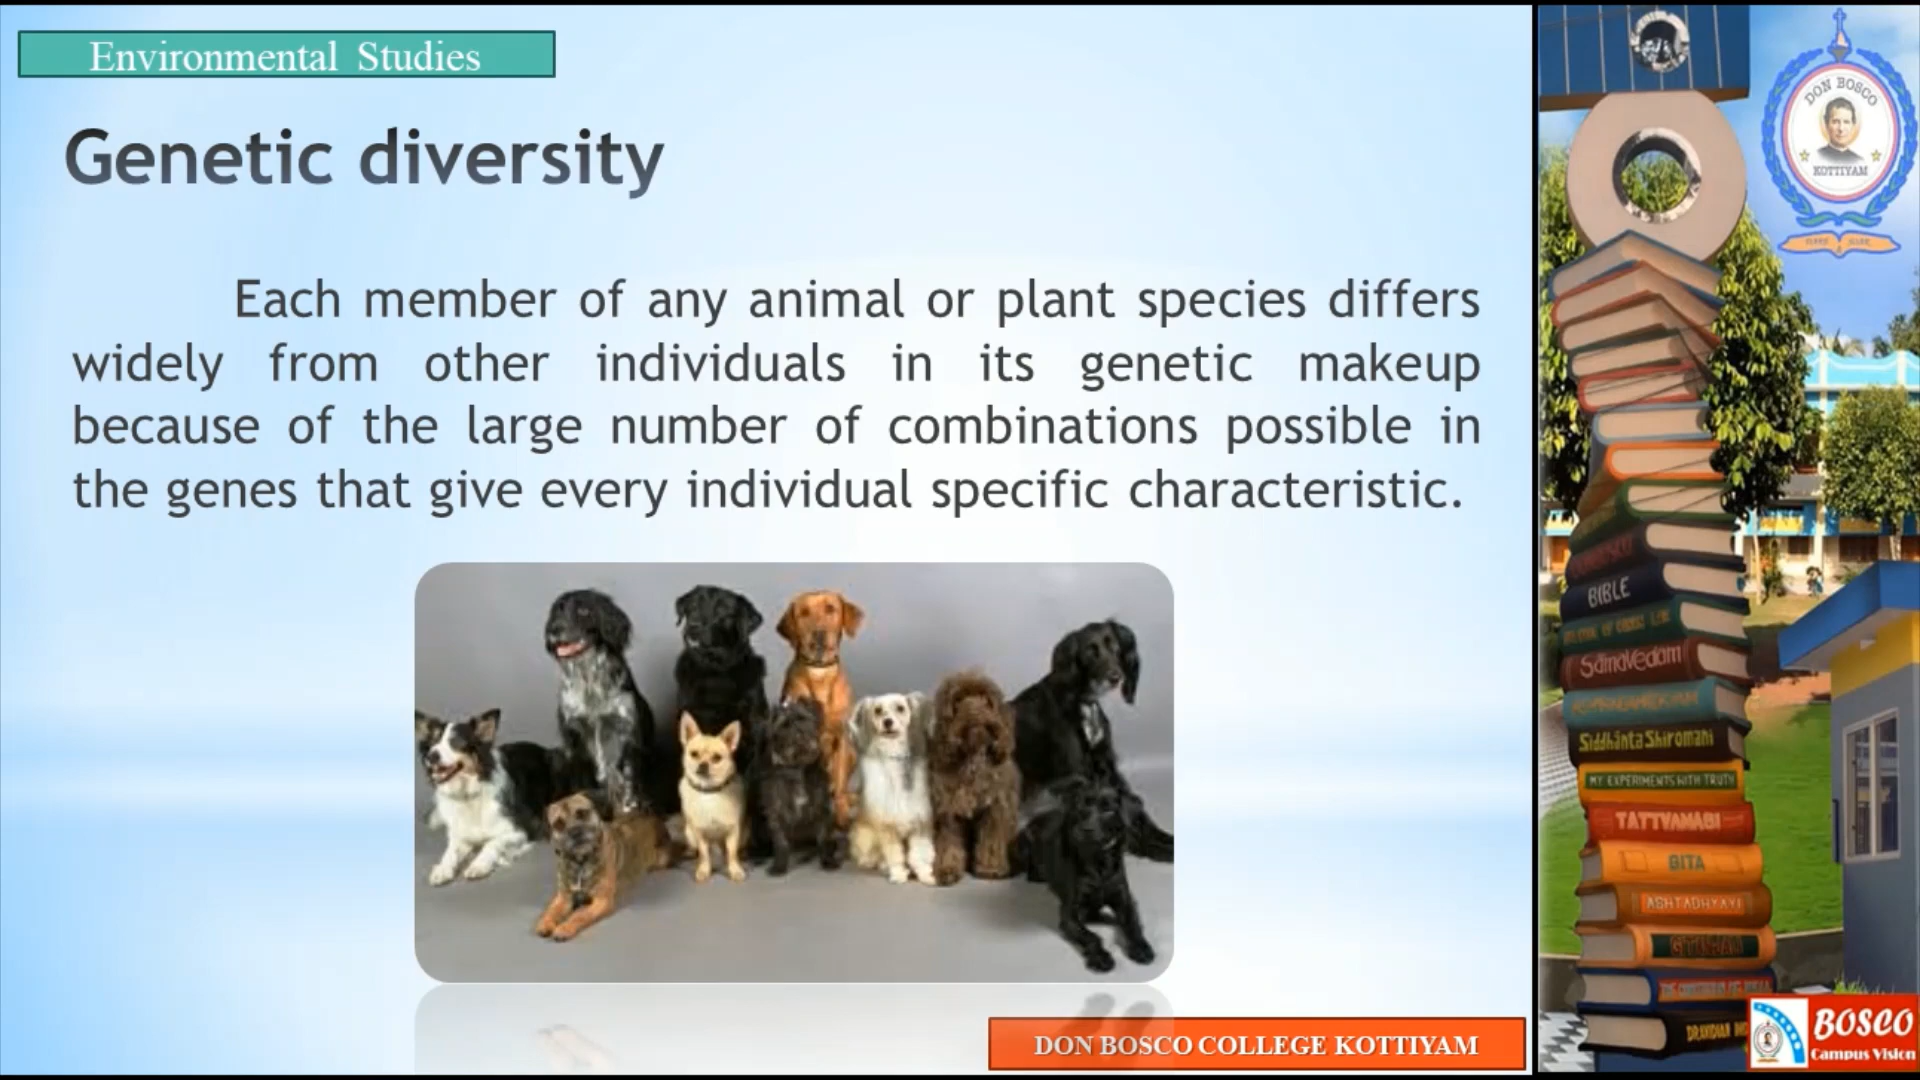 Environmental Studies
Genetic diversity
Each member of any animal or plant species differs
widely from other individuals in its genetic makeup
because of the large number of combinations possible in
the genes that give every individual specific characteristic.
DON BOSCO COLLEGE KOTTIYAM
DON BOSCO
KOTTIYAM
BIBLE
SāmaVedam
Siddhānta Shiromani
MY EXPERIMENTS WITH TRUTH
TATTVAMASI
GITA
ASHTADHYAYI
BOSCO
Campus Vision